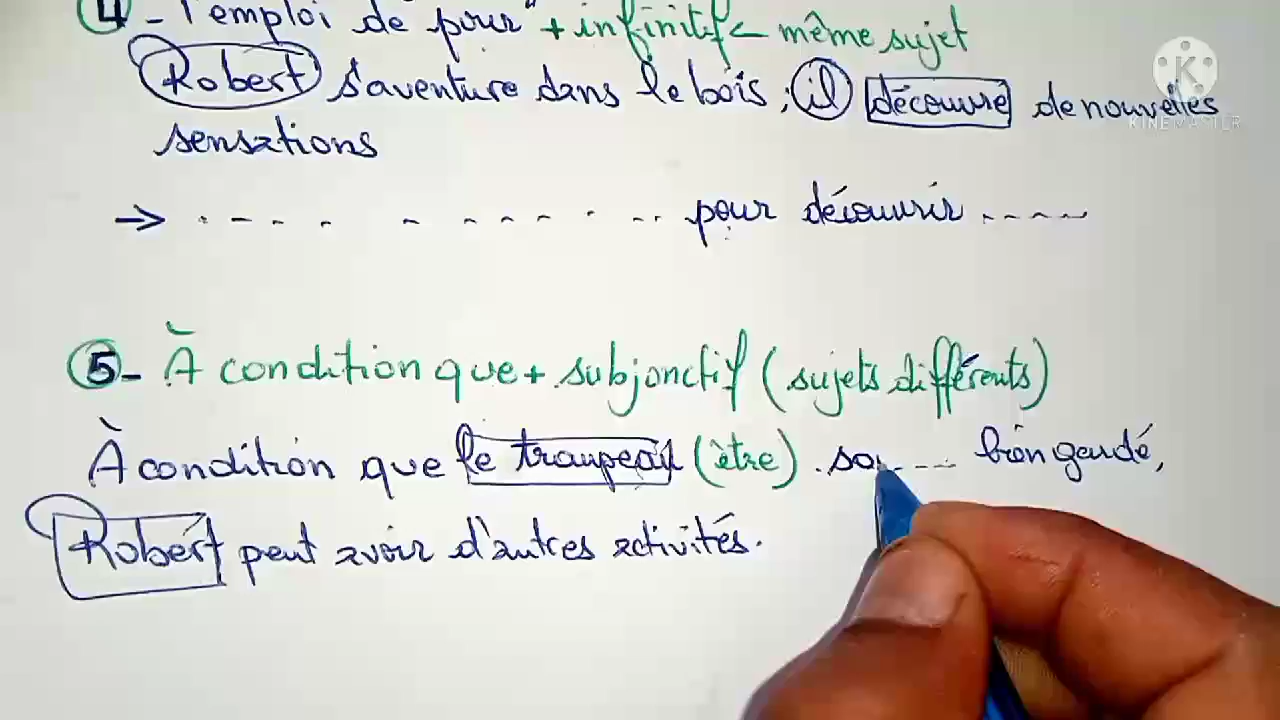 4 - l'emploi de pour" + infinitif < même sujet
Robert s'aventure dans le bois ; il découvre de nouvelles
KINEMASTER
sensations
→ . - - - - - - - - . . . pour découvrir . . - - -
5 - À condition que + subjonctif (sujets différents)
À condition que le troupeau (être) . so . - - - bien gardé,
Robert peut avoir d'autres activités.